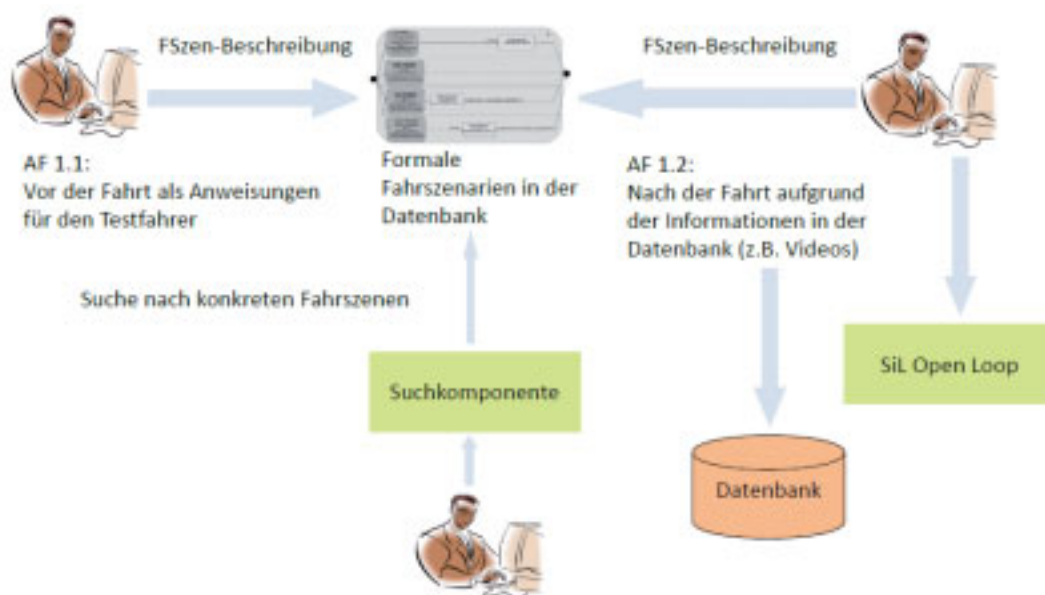 FSzen-Beschreibung
FSzen-Beschreibung
AF 1.1:
Vor der Fahrt als Anweisungen
für den Testfahrer
Formale
Fahrszenarien in der
Datenbank
AF 1.2:
Nach der Fahrt aufgrund
der Informationen in der
Datenbank (z.B. Videos)
Suche nach konkreten Fahrszenen
Suchkomponente
SiL Open Loop
Datenbank